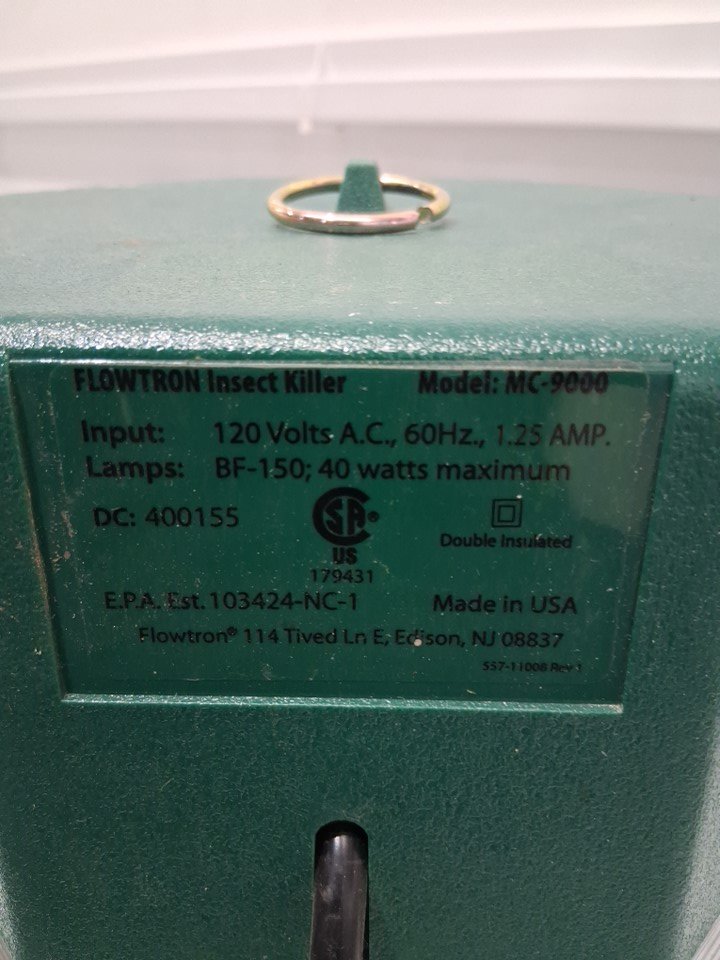 FLOWTRON Insect Killer Model: MC-9000
Input: 120 Volts A.C., 60Hz., 1.25 AMP.
Lamps: BF-150; 40 watts maximum
DC: 400155
CSA®
US
179431
Double Insulated
E.P.A. Est. 103424-NC-1 Made in USA
Flowtron® 114 Tived Ln E, Edison, NJ 08837
557-11008 Rev 1